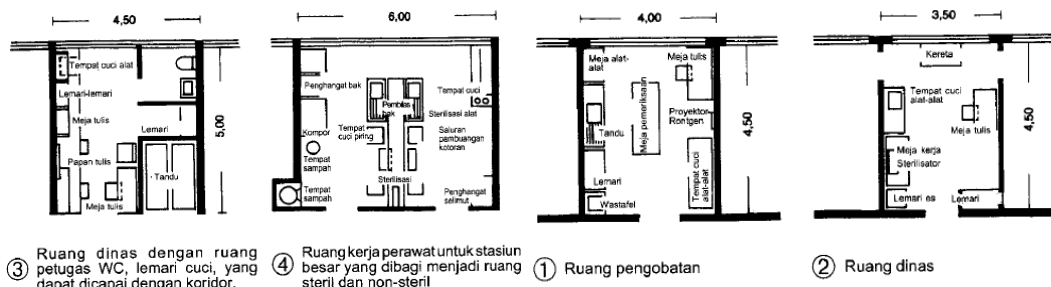 4,50
Tempat cuci alat
Lemari-lemari
Meja tulis
Lemari
Papan tulis
Tandu
Meja tulis
5,00
③ Ruang dinas dengan ruang
petugas WC, lemari cuci, yang
dapat dicapai dengan koridor.
6,00
Penghangat bak
Pembilas
bak
Tempat cuci
Sterilisasi alat
Kompor
Tempat
cuci piring
Saluran
pambuangan
kotoran
Tempat
sampah
Sterilisasi
Tempat
sampah
Penghangat
selimut
④ Ruang kerja perawat untuk stasiun
besar yang dibagi menjadi ruang
steril dan non-steril
4,00
Meja alat-
alat
Meja tulis
Meja pemeriksaan
Proyektor-
Rontgen
Tandu
Tempat cuci
alat-alat
Lemari
Wastafel
4,50
① Ruang pengobatan
3,50
Kereta
Tempat cuci
alat-alat
Meja tulis
Meja kerja
Sterilisator
Lemari es
Lemari
4,50
② Ruang dinas